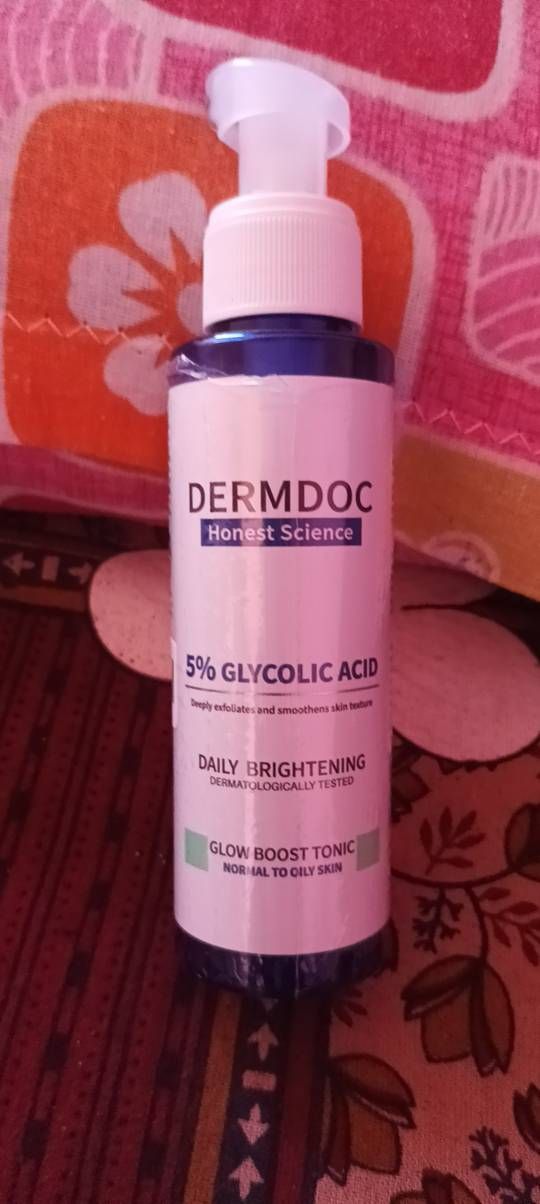 DERMDOC
Honest Science
5% GLYCOLIC ACID
Deeply exfoliates and smoothens skin texture
DAILY BRIGHTENING
DERMATOLOGICALLY TESTED
GLOW BOOST TONIC
NORMAL TO OILY SKIN